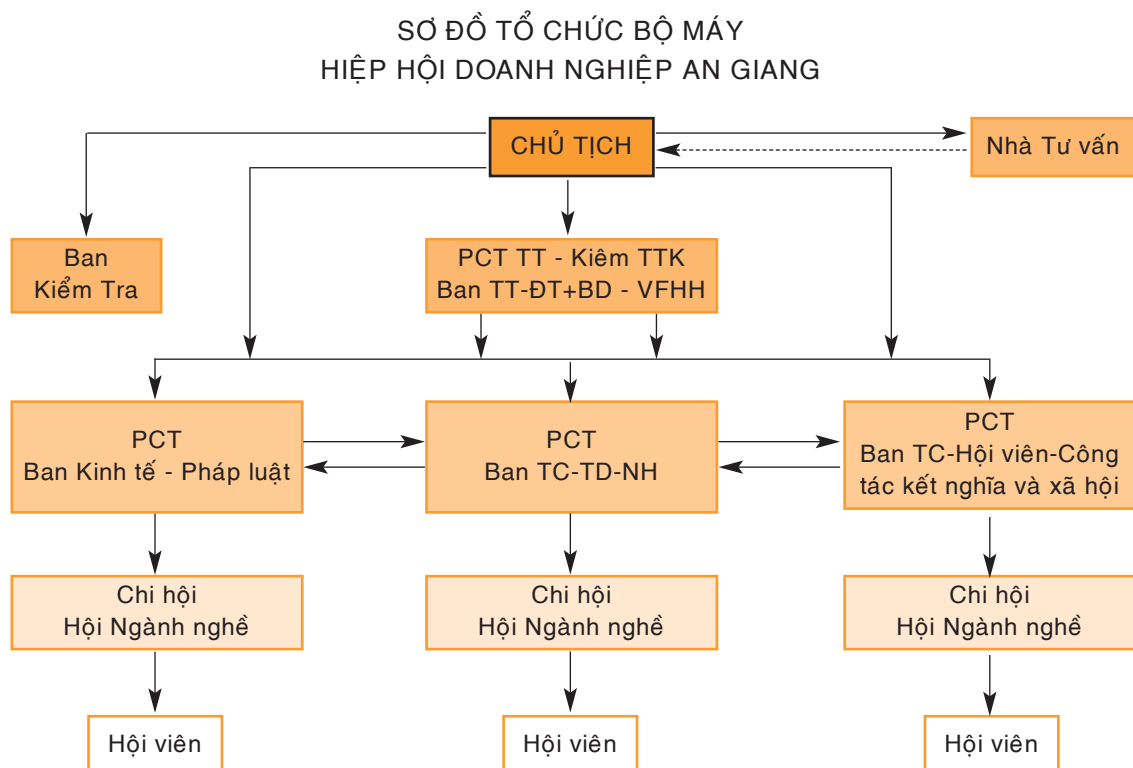 SƠ ĐỒ TỔ CHỨC BỘ MÁY
HIỆP HỘI DOANH NGHIỆP AN GIANG
CHỦ TỊCH
Nhà Tư vấn
Ban
Kiểm Tra
PCT TT - Kiêm TTK
Ban TT-ĐT+BD - VFHH
PCT
Ban Kinh tế - Pháp luật
PCT
Ban TC-TD-NH
PCT
Ban TC-Hội viên-Công
tác kết nghĩa và xã hội
Chi hội
Hội Ngành nghề
Chi hội
Hội Ngành nghề
Chi hội
Hội Ngành nghề
Hội viên
Hội viên
Hội viên